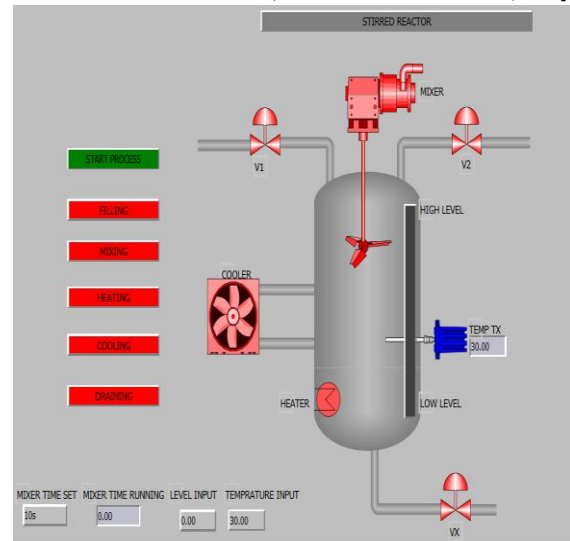 STIRRED REACTOR
MIXER
V1
V2
START PROCESS
FILLING
HIGH LEVEL
MIXING
COOLER
HEATING
TEMP TX
30.00
COOLING
DRAINING
HEATER
LOW LEVEL
MIXER TIME SET
MIXER TIME RUNNING
LEVEL INPUT
TEMPRATURE INPUT
10s
0.00
0.00
30.00
VX